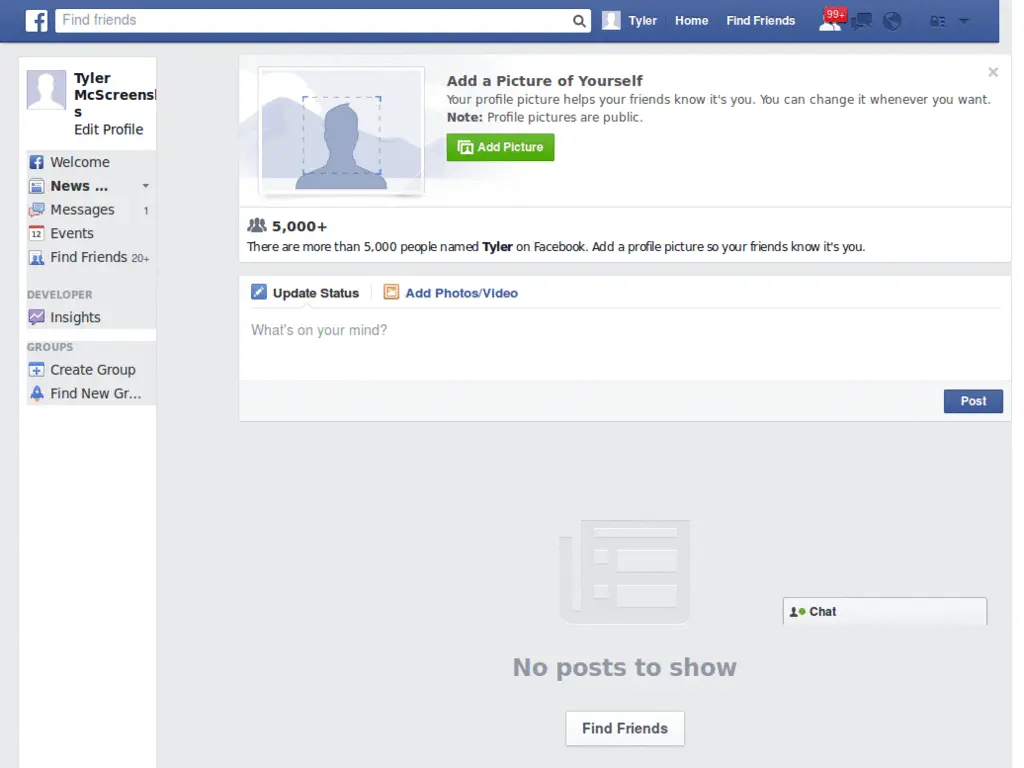 Find friends
Tyler
Home
Find Friends
99+
Tyler
McScreensl
s
Edit Profile
Welcome
News ...
Messages 1
12 Events
Find Friends 20+
DEVELOPER
Insights
GROUPS
Create Group
Find New Gr...
Add a Picture of Yourself
Your profile picture helps your friends know it's you. You can change it whenever you want.
Note: Profile pictures are public.
Add Picture
5,000+
There are more than 5,000 people named Tyler on Facebook. Add a profile picture so your friends know it's you.
Update Status
Add Photos/Video
What's on your mind?
Post
No posts to show
Find Friends
Chat